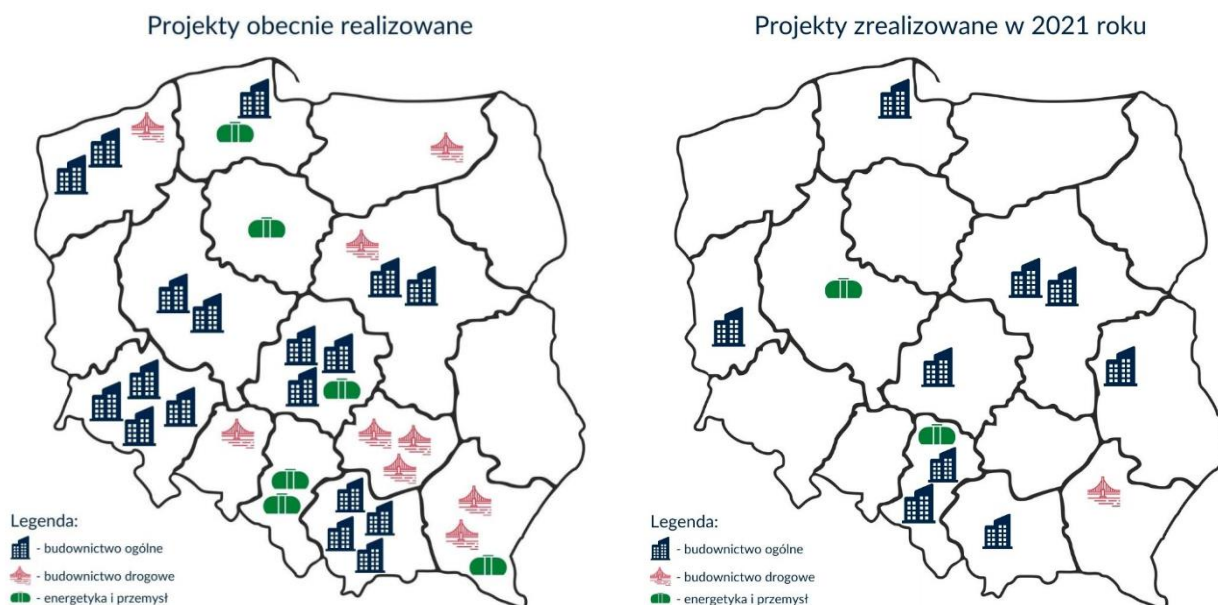 Projekty obecnie realizowane
Legenda:
- budownictwo ogólne
- budownictwo drogowe
- energetyka i przemysł
Projekty zrealizowane w 2021 roku
Legenda:
- budownictwo ogólne
- budownictwo drogowe
- energetyka i przemysł